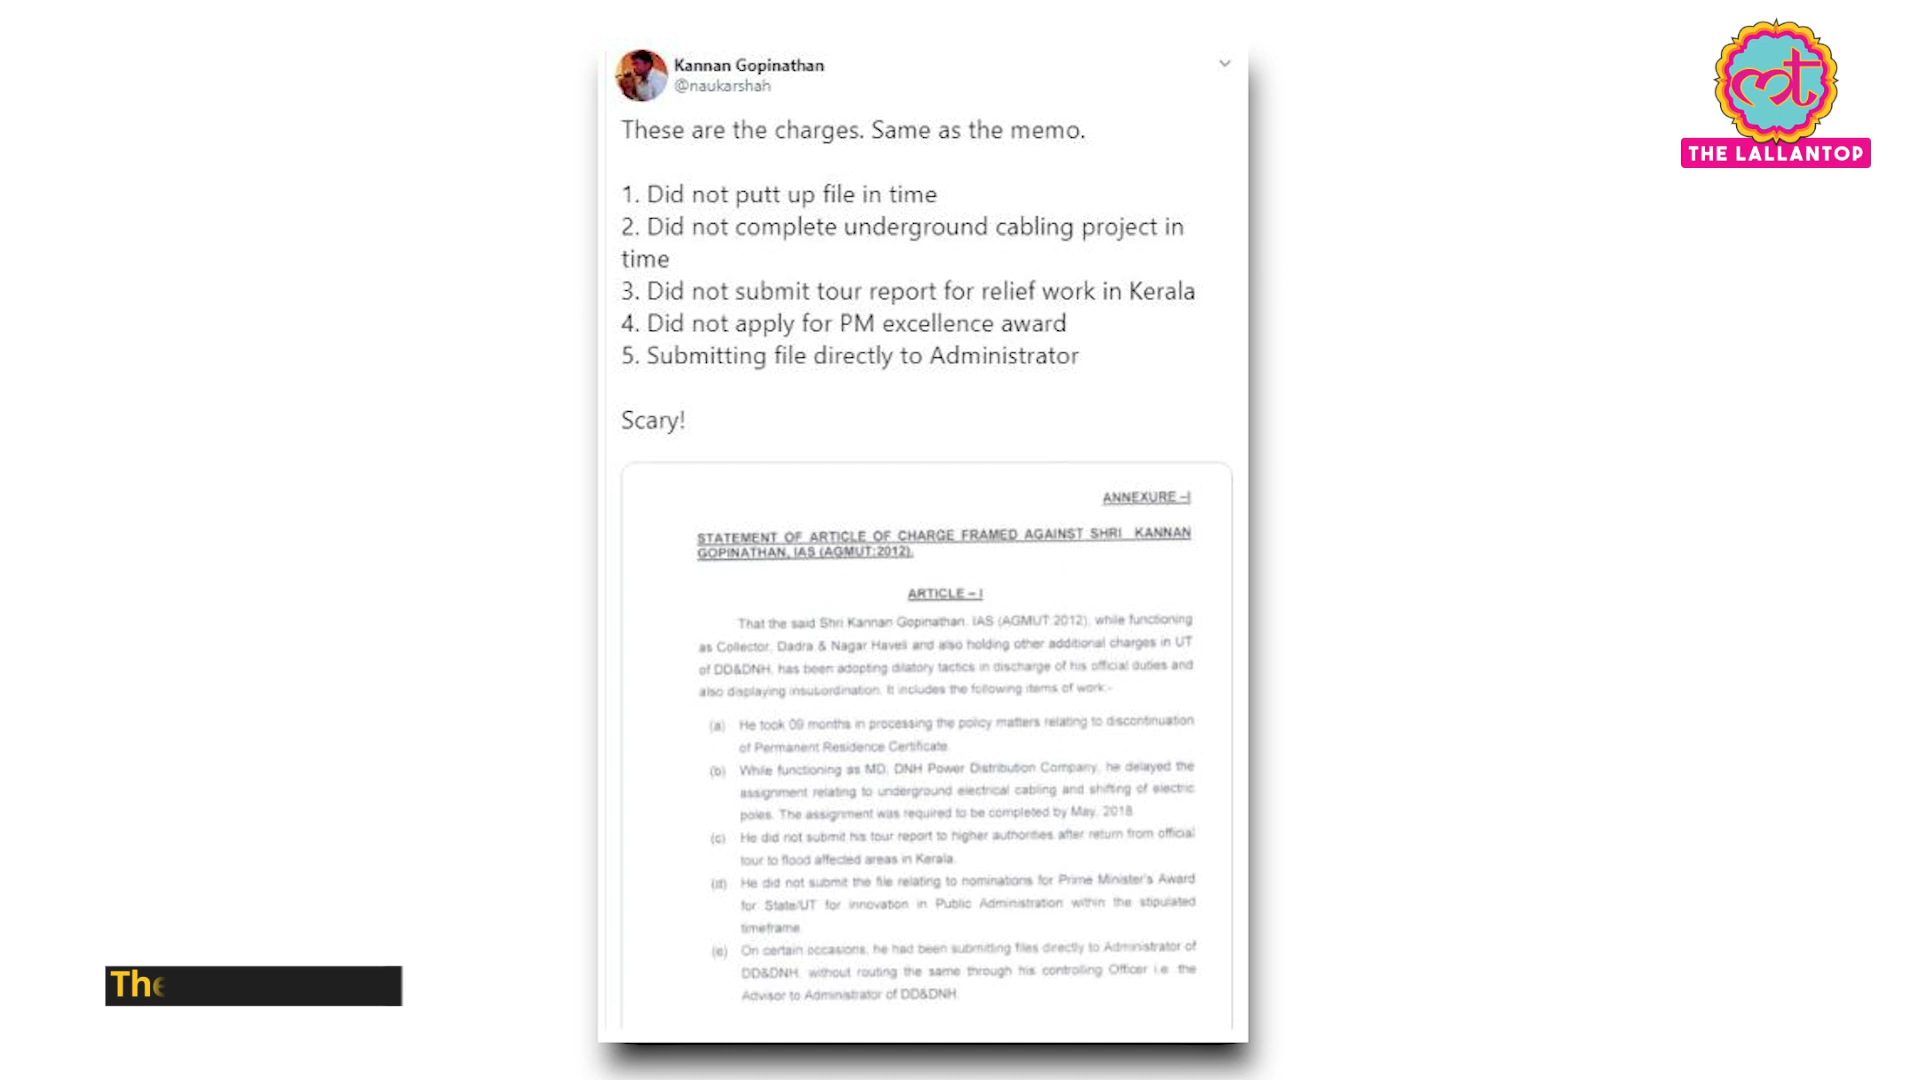 Kannan Gopinathan
@naukarshah
These are the charges. Same as the memo.
1. Did not putt up file in time
2. Did not complete underground cabling project in
time
3. Did not submit tour report for relief work in Kerala
4. Did not apply for PM excellence award
5. Submitting file directly to Administrator
Scary!
ANNEXURE –I
STATEMENT OF ARTICLE OF CHARGE FRAMED AGAINST SHRI KANNAN
GOPINATHAN, IAS (AGMUT:2012).
ARTICLE – I
That the said Shri Kannan Gopinathan, IAS (AGMUT:2012), while functioning
as Collector, Dadra & Nagar Haveli and also holding other additional charges in UT
of DD&DNH, has been adopting dilatory tactics in discharge of his official duties and
also displaying insubordination. It includes the following items of work:-
(a) He took 09 months in processing the policy matters relating to discontinuation
of Permanent Residence Certificate.
(b) While functioning as MD, DNH Power Distribution Company, he delayed the
assignment relating to underground electrical cabling and shifting of electric
poles. The assignment was required to be completed by May, 2018.
(c) He did not submit his tour report to higher authorities after return from official
tour to flood affected areas in Kerala.
(d) He did not submit the file relating to nominations for Prime Minister's Award
for State/UT for innovation in Public Administration within the stipulated
timeframe.
(e) On certain occasions, he had been submitting files directly to Administrator of
DD&DNH, without routing the same through his controlling Officer i.e. the
Advisor to Administrator of DD&DNH.
THE LALLANTOP
The